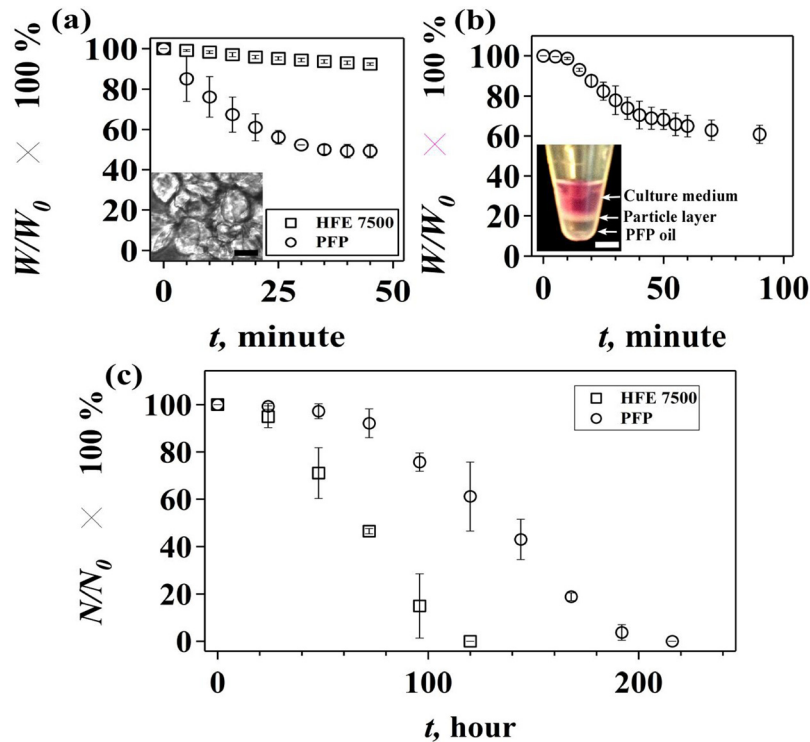 (a)
100
80
60
40
20
0
W/W0 × 100 %
HFE 7500
PFP
0
25
50
t, minute
(b)
100
80
60
40
20
0
W/W0 × 100 %
Culture medium
Particle layer
PFP oil
0
50
100
t, minute
(c)
100
80
60
40
20
0
N/N0 × 100 %
HFE 7500
PFP
0
100
200
t, hour